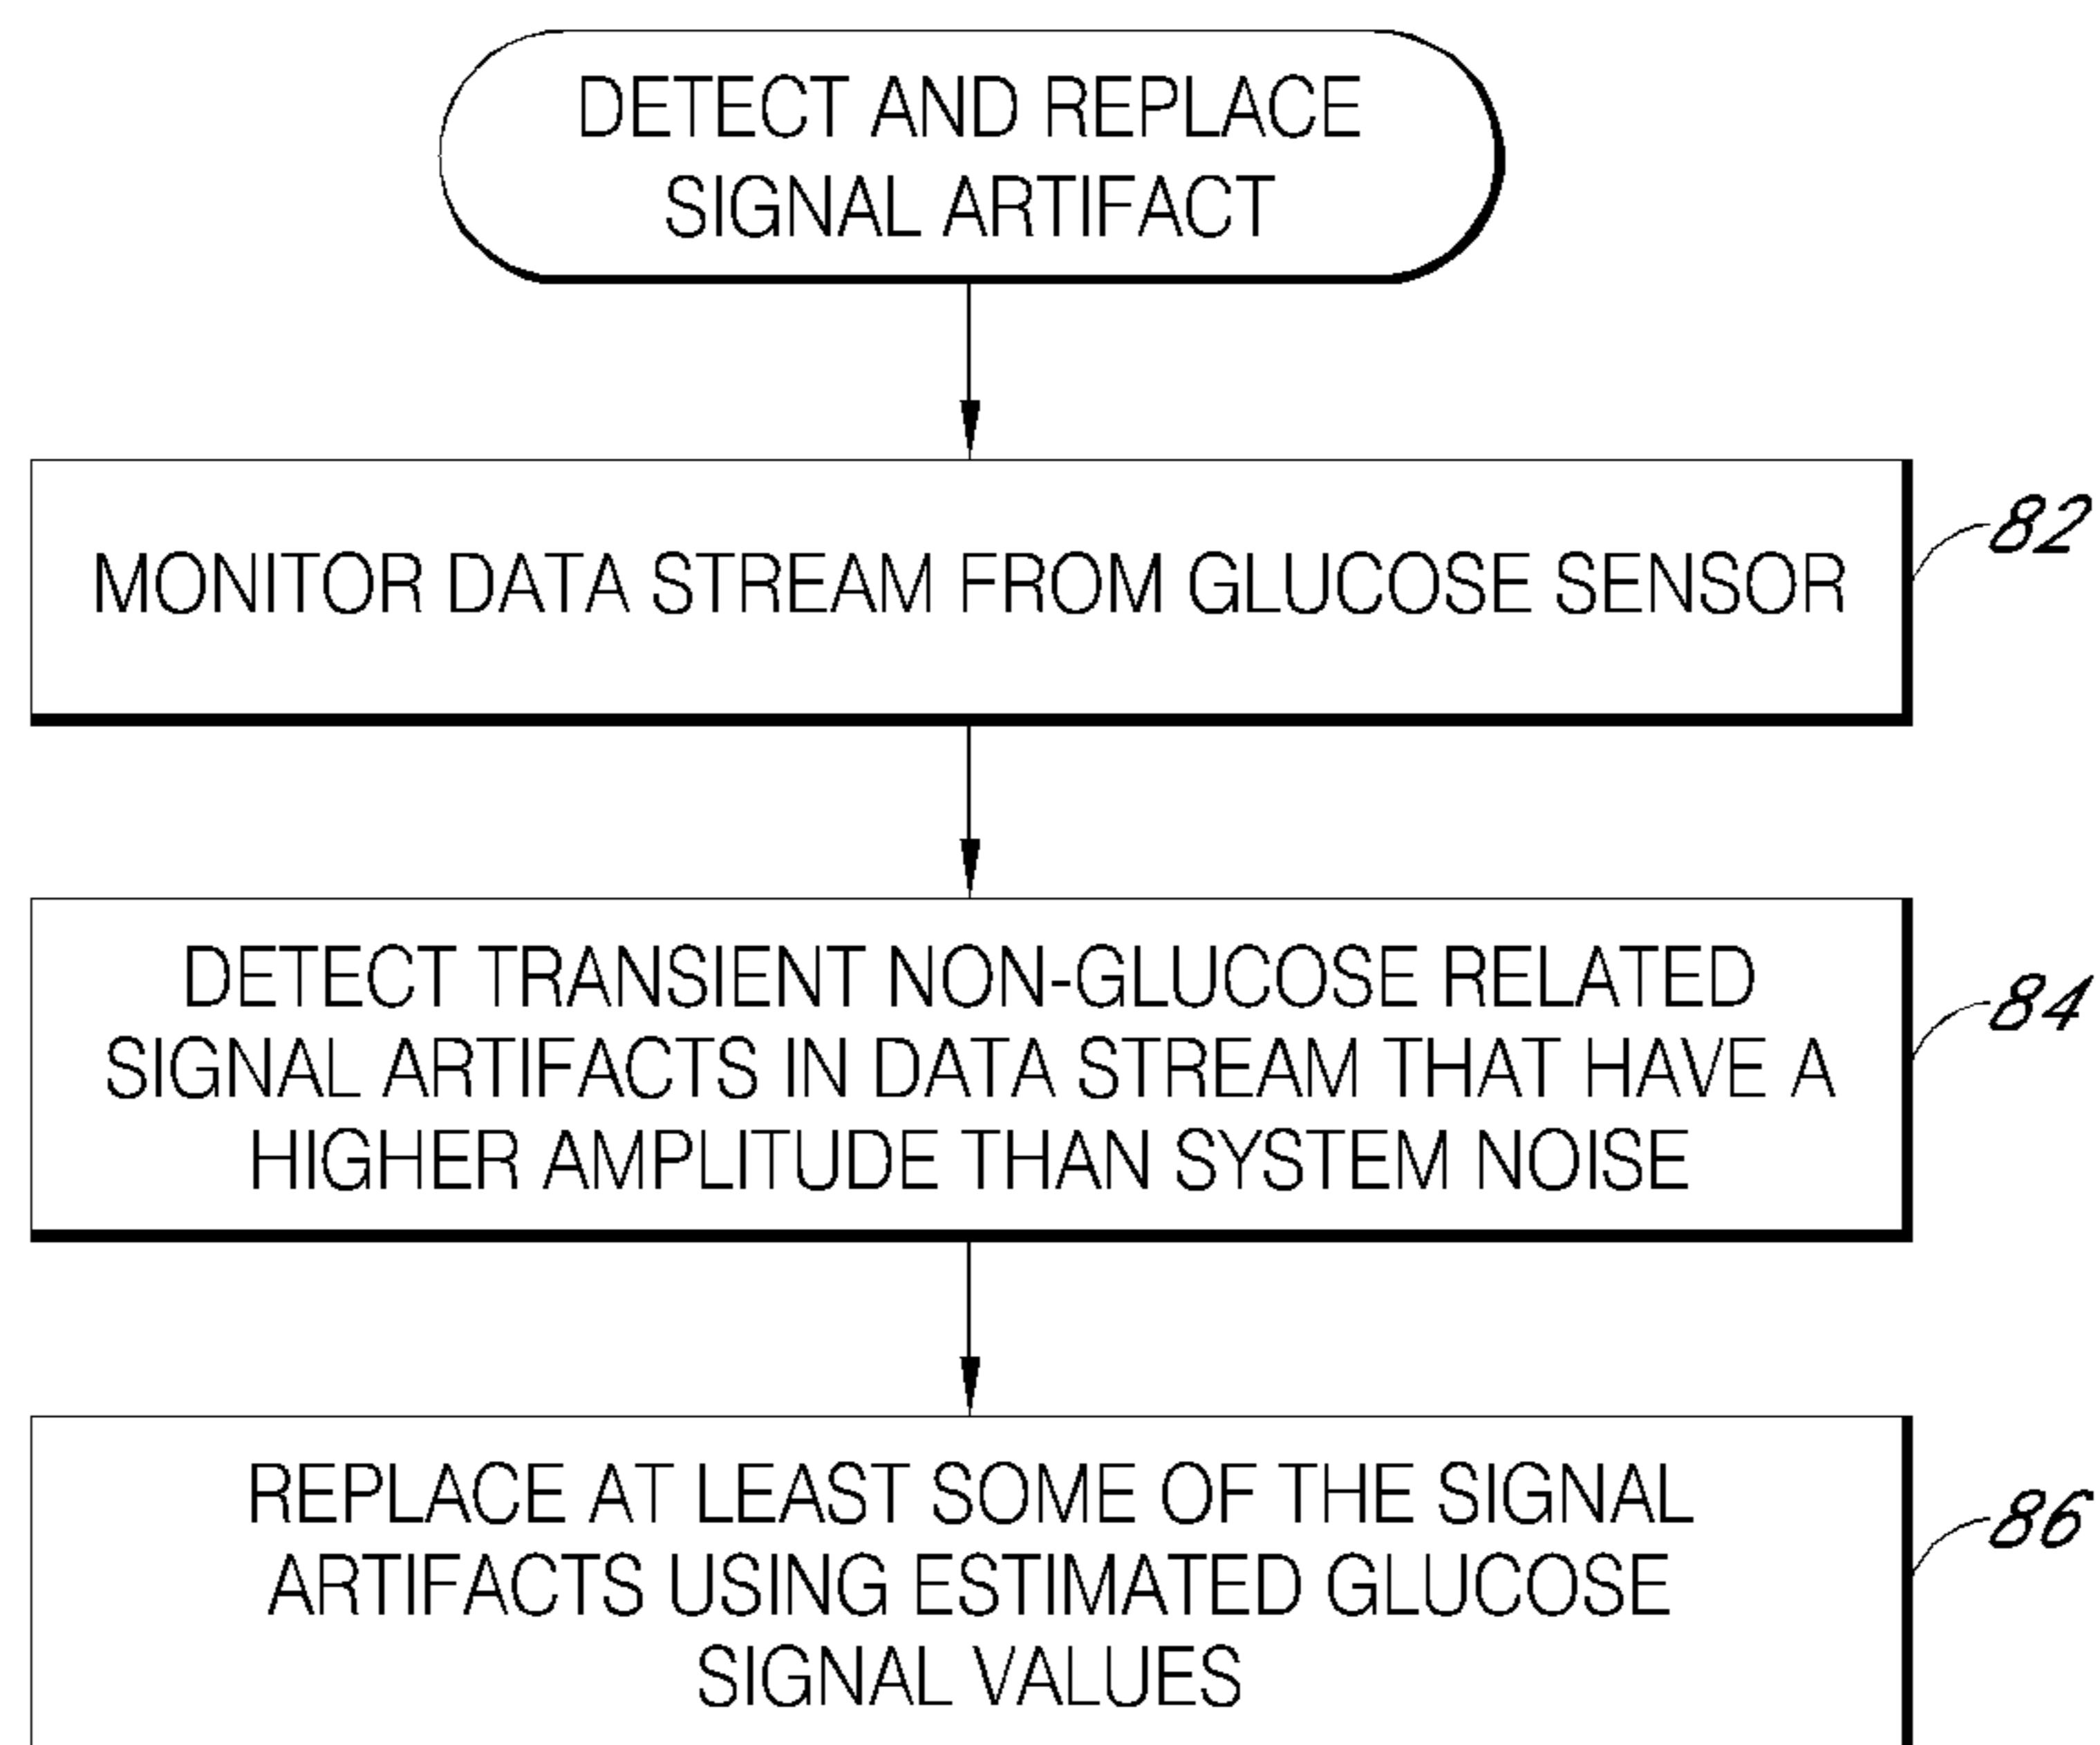 DETECT AND REPLACE
SIGNAL ARTIFACT
MONITOR DATA STREAM FROM GLUCOSE SENSOR
82
DETECT TRANSIENT NON-GLUCOSE RELATED
SIGNAL ARTIFACTS IN DATA STREAM THAT HAVE A
HIGHER AMPLITUDE THAN SYSTEM NOISE
84
REPLACE AT LEAST SOME OF THE SIGNAL
ARTIFACTS USING ESTIMATED GLUCOSE
SIGNAL VALUES
86